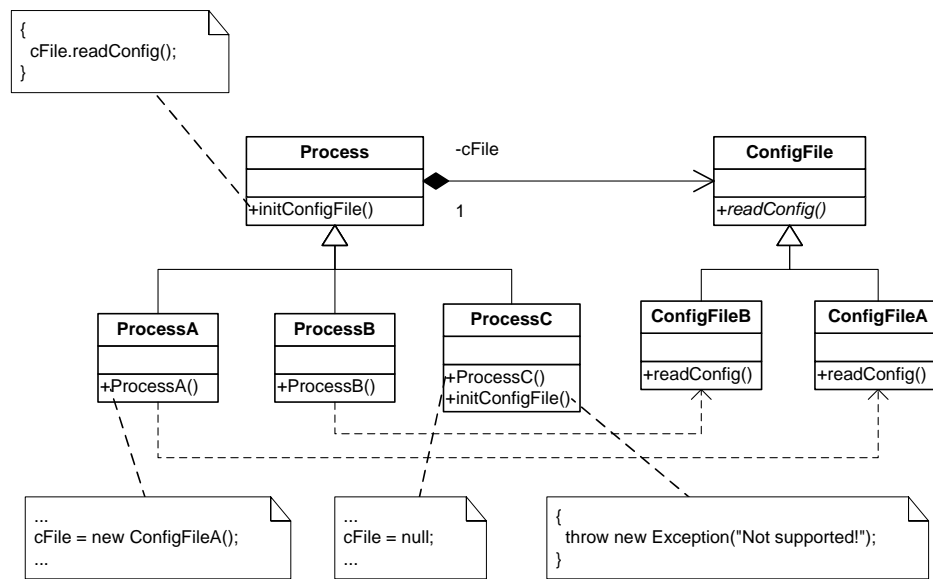 {
cFile.readConfig();
}
Process
+initConfigFile()
-cFile
1
ConfigFile
+readConfig()
ProcessA
+ProcessA()
ProcessB
+ProcessB()
ProcessC
+ProcessC()
+initConfigFile()
ConfigFileB
+readConfig()
ConfigFileA
+readConfig()
...
cFile = new ConfigFileA();
...
...
cFile = null;
...
{
throw new Exception("Not supported!");
}